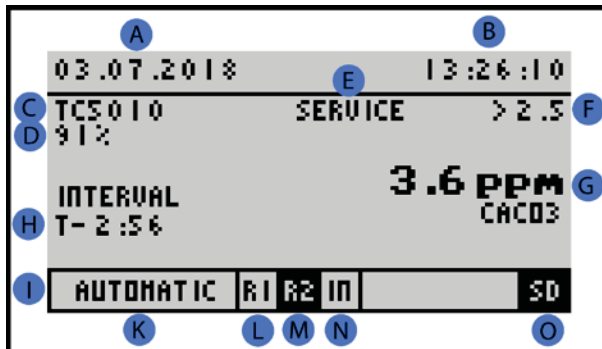 A B
03.07.2018 13:26:10
E
C TC5010 SERVICE >2.5 F
D 91%
3.6 ppm G
INTERVAL CACO3
H T-2:56
I AUTOMATIC R1 R2 IN SD
K L M N O